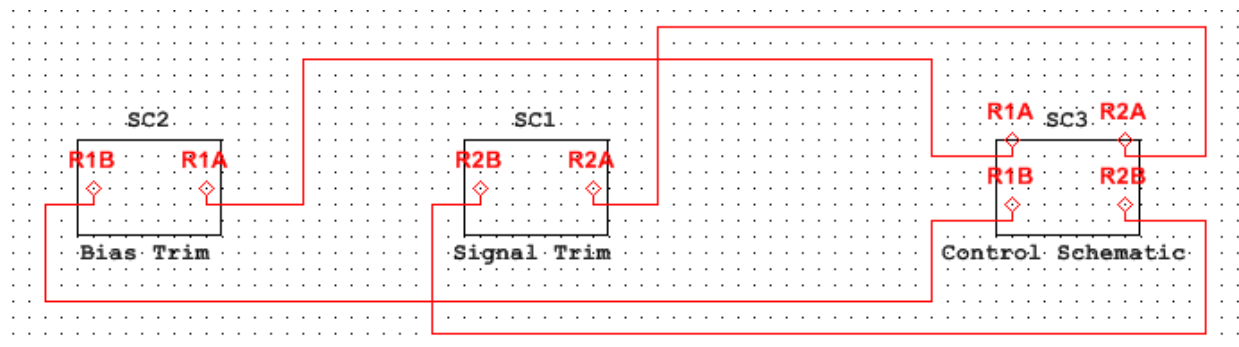 R1A SC3 R2A
SC2 SC1
R1B R1A R2B R2A
R1B R2B
Bias Trim Signal Trim Control Schematic